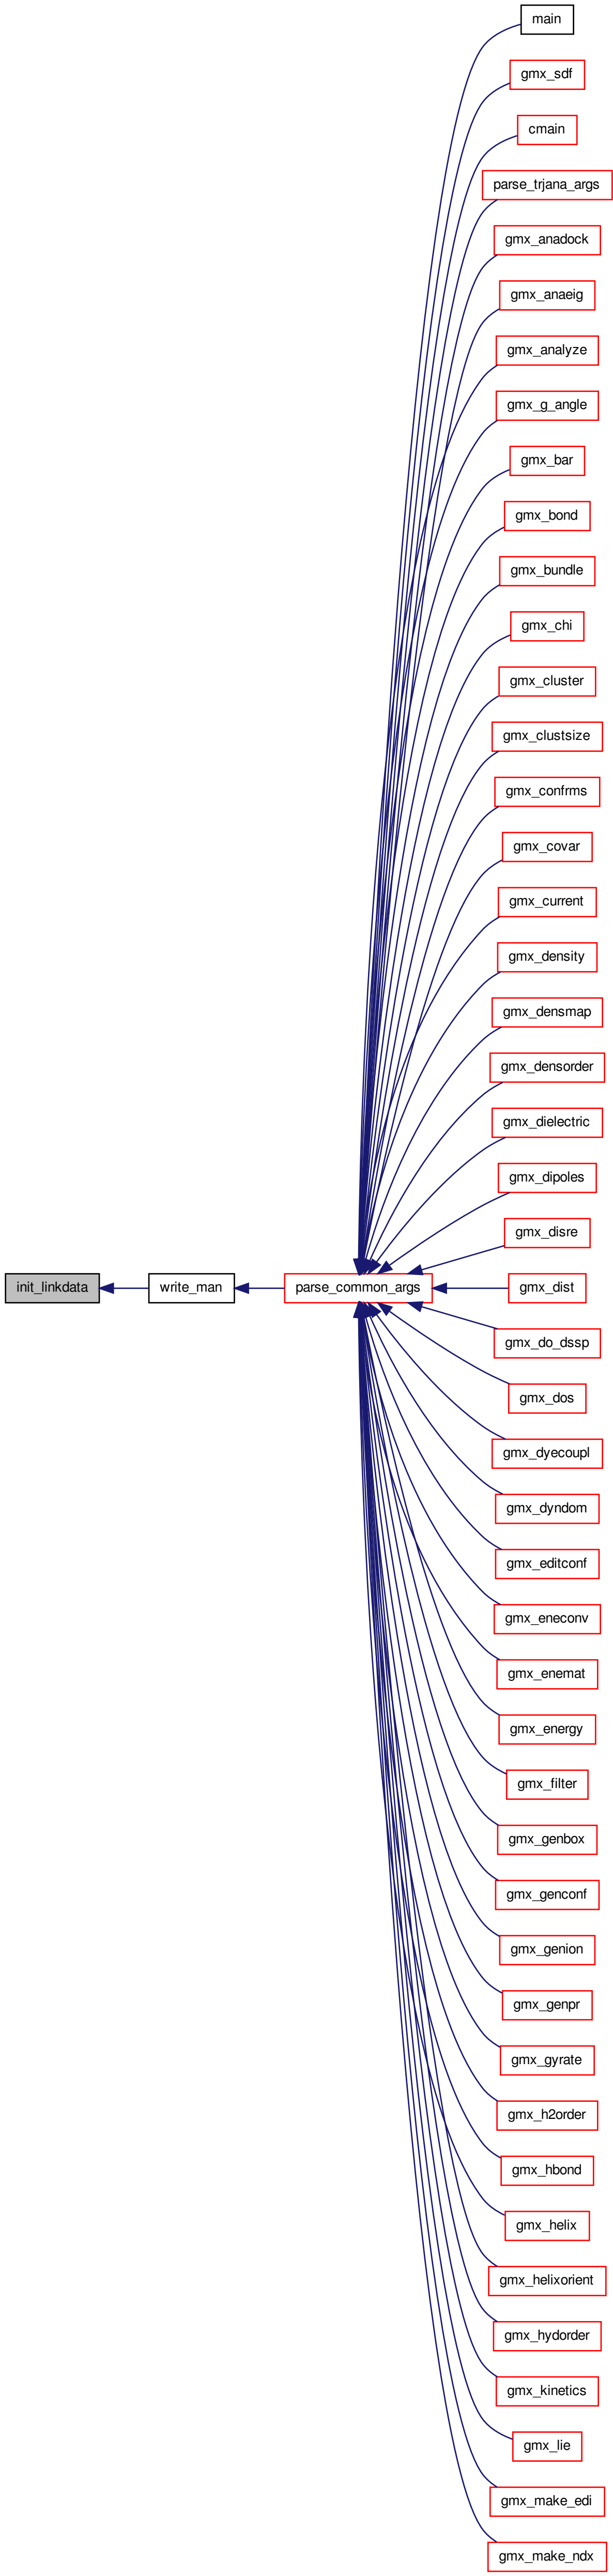 main
gmx_sdf
cmain
parse_trjana_args
gmx_anadock
gmx_anaeig
gmx_analyze
gmx_g_angle
gmx_bar
gmx_bond
gmx_bundle
gmx_chi
gmx_cluster
gmx_clustsize
gmx_confrms
gmx_covar
gmx_current
gmx_density
gmx_densmap
gmx_densorder
gmx_dielectric
gmx_dipoles
gmx_disre
init_linkdata
write_man
parse_common_args
gmx_dist
gmx_do_dssp
gmx_dos
gmx_dyecoupl
gmx_dyndom
gmx_editconf
gmx_eneconv
gmx_enemat
gmx_energy
gmx_filter
gmx_genbox
gmx_genconf
gmx_genion
gmx_genpr
gmx_gyrate
gmx_h2order
gmx_hbond
gmx_helix
gmx_helixorient
gmx_hydorder
gmx_kinetics
gmx_lie
gmx_make_edi
gmx_make_ndx